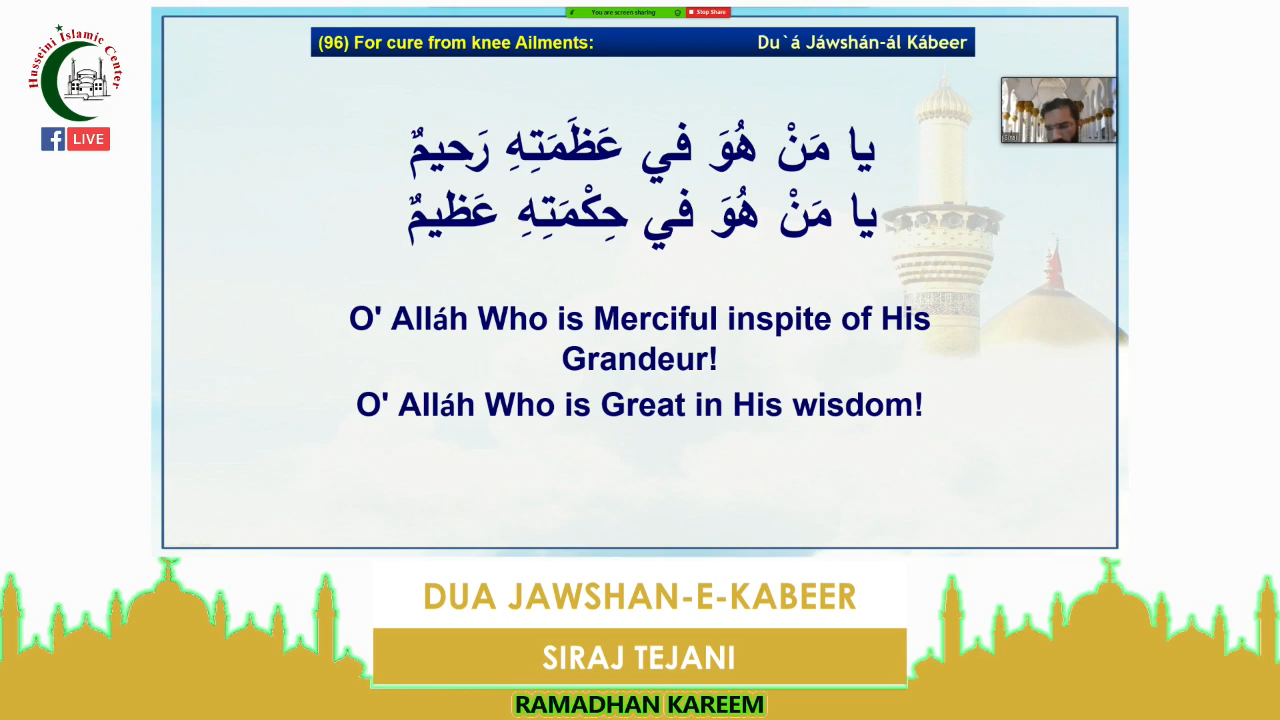 You are screen sharing
Stop Share
Husseini Islamic Center
LIVE
(96) For cure from knee Ailments:
Du`á Jáwshán-ál Kábeer
يا مَنْ هُوَ في عَظَمَتِهِ رَحيمٌ
يا مَنْ هُوَ في حِكْمَتِهِ عَظيمٌ
O' Alláh Who is Merciful inspite of His
Grandeur!
O' Alláh Who is Great in His wisdom!
DUA JAWSHAN-E-KABEER
SIRAJ TEJANI
RAMADHAN KAREEM